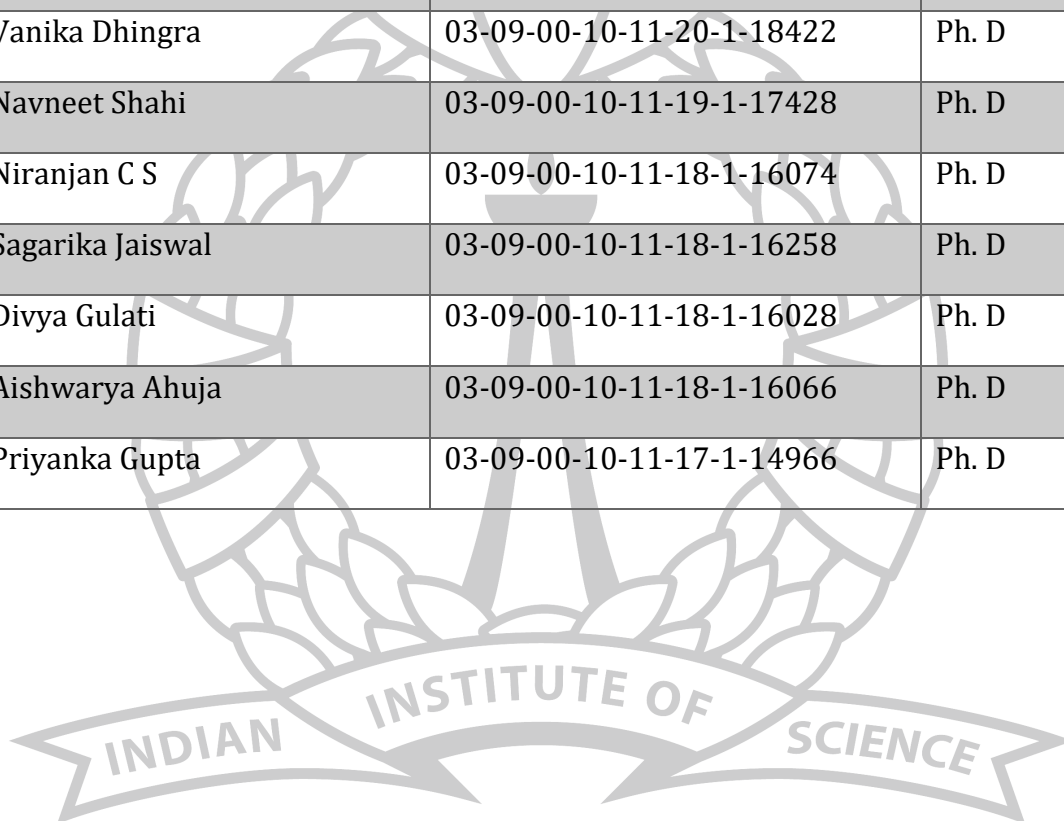 Vanika Dhingra 03-09-00-10-11-20-1-18422 Ph. D
Navneet Shahi 03-09-00-10-11-19-1-17428 Ph. D
Niranjan C S 03-09-00-10-11-18-1-16074 Ph. D
Sagarika Jaiswal 03-09-00-10-11-18-1-16258 Ph. D
Divya Gulati 03-09-00-10-11-18-1-16028 Ph. D
Aishwarya Ahuja 03-09-00-10-11-18-1-16066 Ph. D
Priyanka Gupta 03-09-00-10-11-17-1-14966 Ph. D
INDIAN INSTITUTE OF SCIENCE